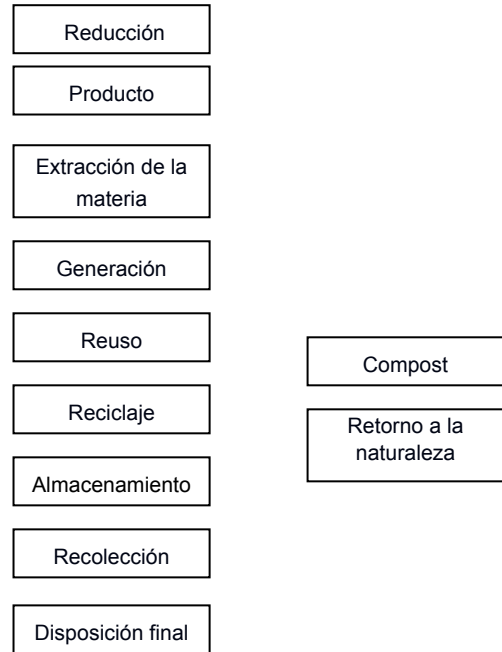 Reducción
Producto
Extracción de la
materia
Generación
Reuso
Reciclaje
Almacenamiento
Recolección
Disposición final
Compost
Retorno a la
naturaleza